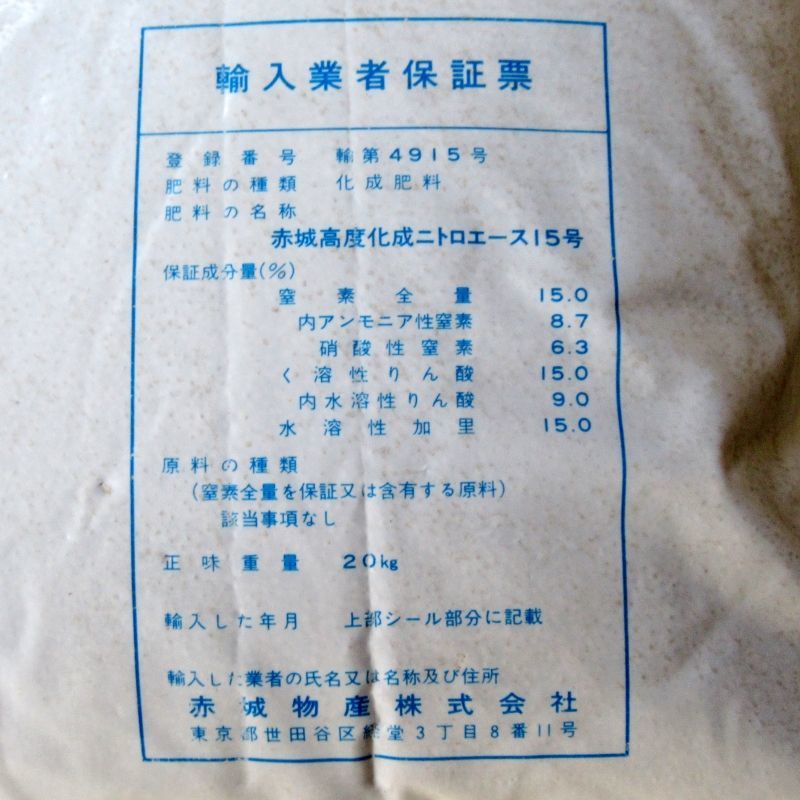 輸入業者保証票
登録番号 輸第4915号
肥料の種類 化成肥料
肥料の名称
赤城高度化成ニトロエース15号
保証成分量(%)
窒素全量 15.0
内アンモニア性窒素 8.7
硝酸性窒素 6.3
く溶性りん酸 15.0
内水溶性りん酸 9.0
水溶性加里 15.0
原料の種類
(窒素全量を保証又は含有する原料)
該当事項なし
正味重量 20kg
輸入した年月 上部シール部分に記載
輸入した業者の氏名又は名称及び住所
赤城物産株式会社
東京都世田谷区経堂3丁目8番11号